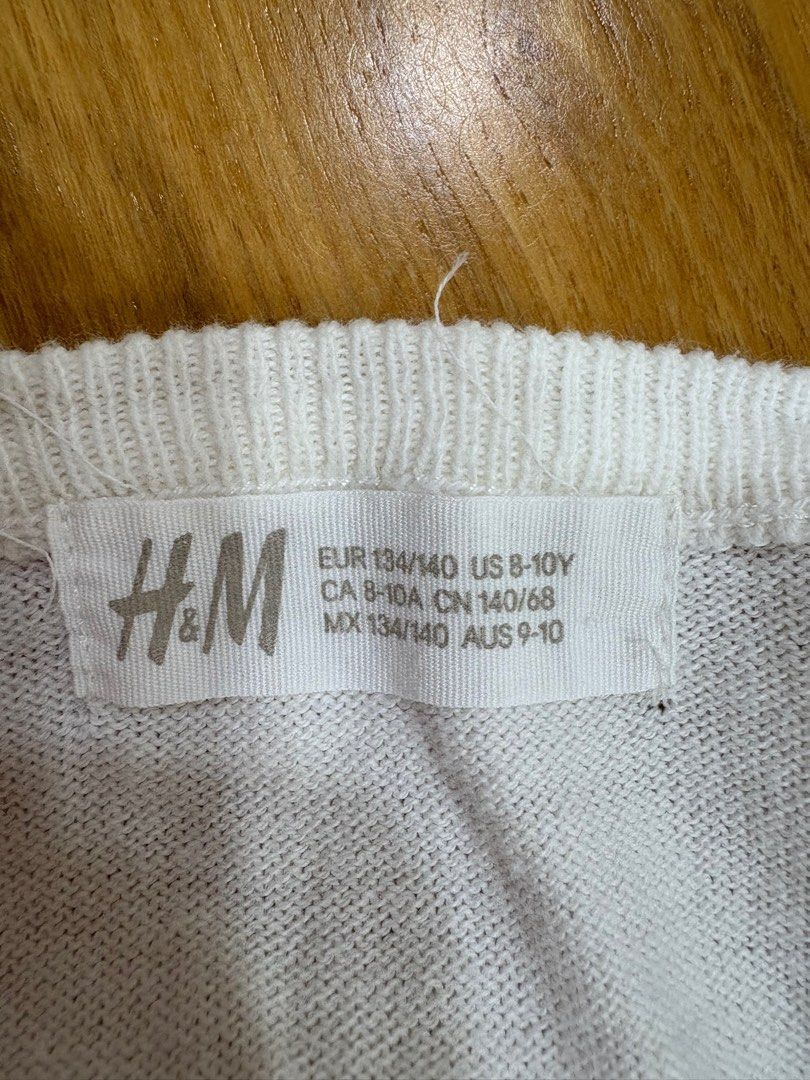 H&M
EUR 134/140 US 8-10Y
CA 8-10A CN 140/68
MX 134/140 AUS 9-10